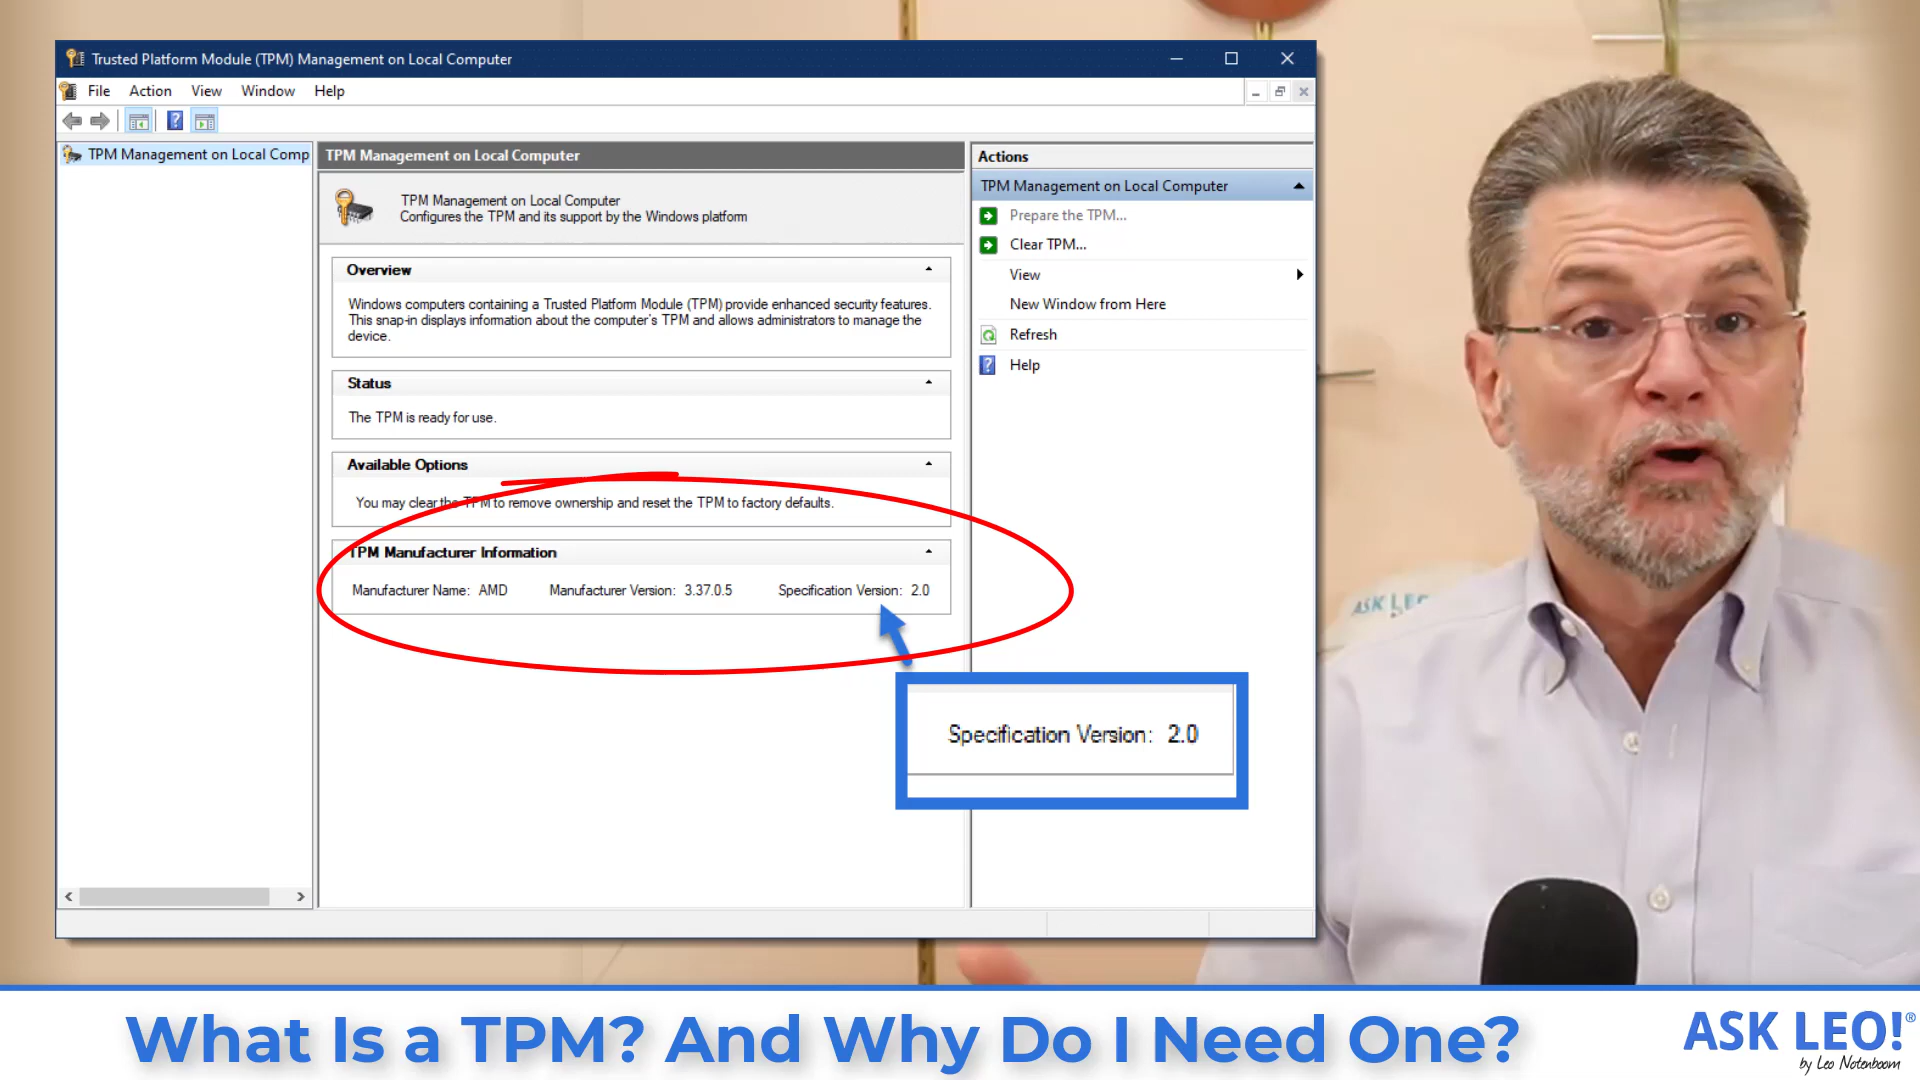 Trusted Platform Module (TPM) Management on Local Computer
File Action View Window Help
TPM Management on Local Comp
TPM Management on Local Computer
TPM Management on Local Computer
Configures the TPM and its support by the Windows platform
Overview
Windows computers containing a Trusted Platform Module (TPM) provide enhanced security features.
This snap-in displays information about the computer's TPM and allows administrators to manage the
device.
Status
The TPM is ready for use.
Available Options
You may clear the TPM to remove ownership and reset the TPM to factory defaults.
TPM Manufacturer Information
Manufacturer Name: AMD Manufacturer Version: 3.37.0.5 Specification Version: 2.0
Actions
TPM Management on Local Computer
Prepare the TPM...
Clear TPM...
View
New Window from Here
Refresh
Help
Specification Version: 2.0
ASK LEO
What Is a TPM? And Why Do I Need One?
ASK LEO!®
by Leo Notenboom